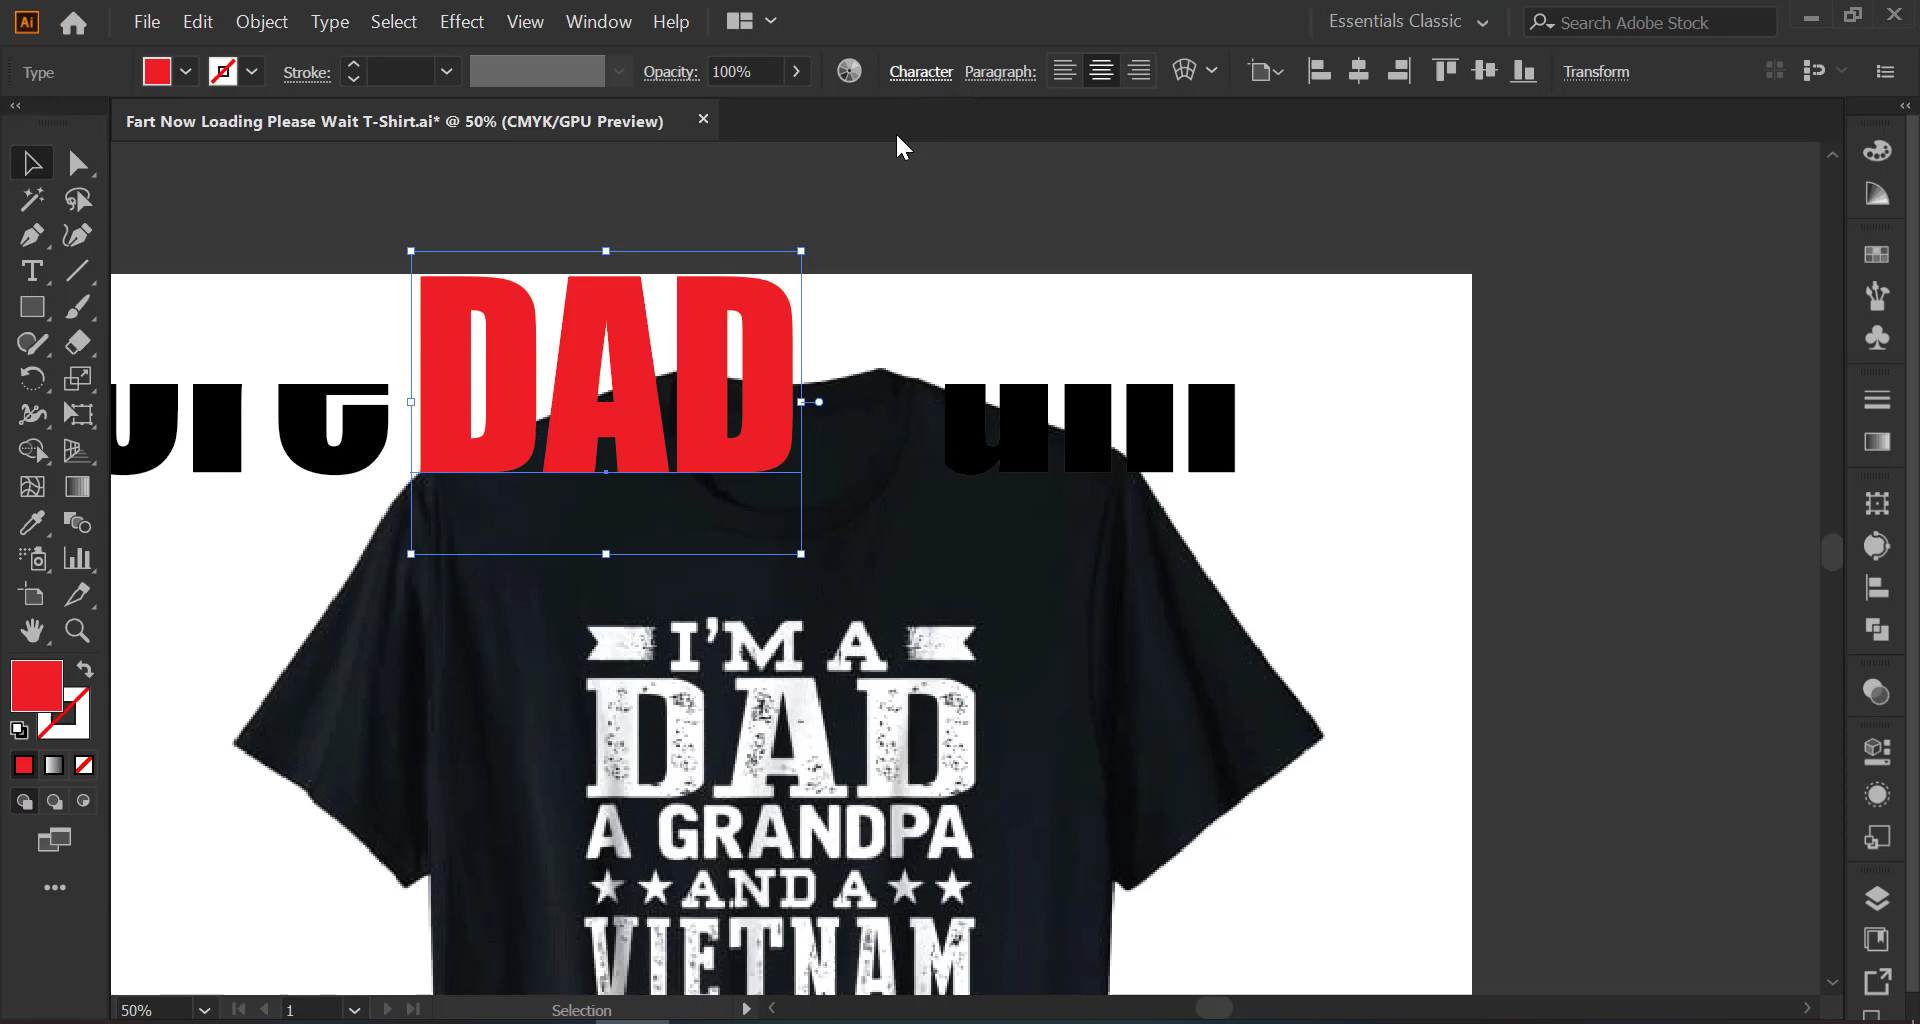 Ai File Edit Object Type Select Effect View Window Help Essentials Classic Search Adobe Stock
Type Stroke: Opacity: 100% Character Paragraph: Transform
Fart Now Loading Please Wait T-Shirt.ai* @ 50% (CMYK/GPU Preview)
DAD
I'M A
DAD
A GRANDPA
AND A
VIETNAM
50% 1 Selection